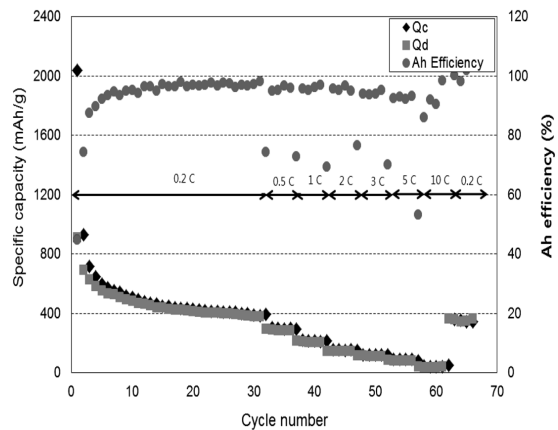 2400
2000
1600
1200
800
400
0
Specific capacity (mAh/g)
120
100
80
60
40
20
0
Ah efficiency (%)
Qc
Qd
Ah Efficiency
0.2 C
0.5 C
1 C
2 C
3 C
5 C
10 C
0.2 C
0 10 20 30 40 50 60 70
Cycle number